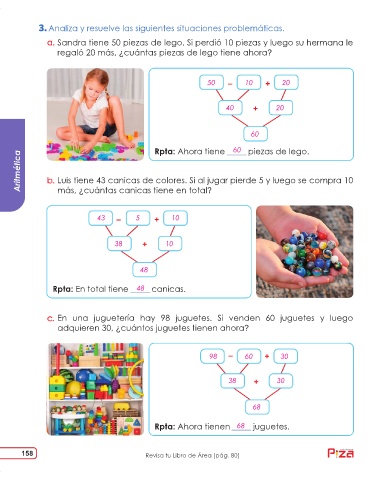 3. Analiza y resuelve las siguientes situaciones problemáticas.
a. Sandra tiene 50 piezas de lego. Si perdió 10 piezas y luego su hermana le
regaló 20 más, ¿cuántas piezas de lego tiene ahora?
50 – 10 + 20
40 + 20
60
Rpta: Ahora tiene 60 piezas de lego.
Aritmética
b. Luis tiene 43 canicas de colores. Si al jugar pierde 5 y luego se compra 10
más, ¿cuántas canicas tiene en total?
43 – 5 + 10
38 + 10
48
Rpta: En total tiene 48 canicas.
c. En una juguetería hay 98 juguetes. Si venden 60 juguetes y luego
adquieren 30, ¿cuántos juguetes tienen ahora?
98 – 60 + 30
38 + 30
68
Rpta: Ahora tienen 68 juguetes.
158
Revisa tu Libro de Área (pág. 80)
Piza